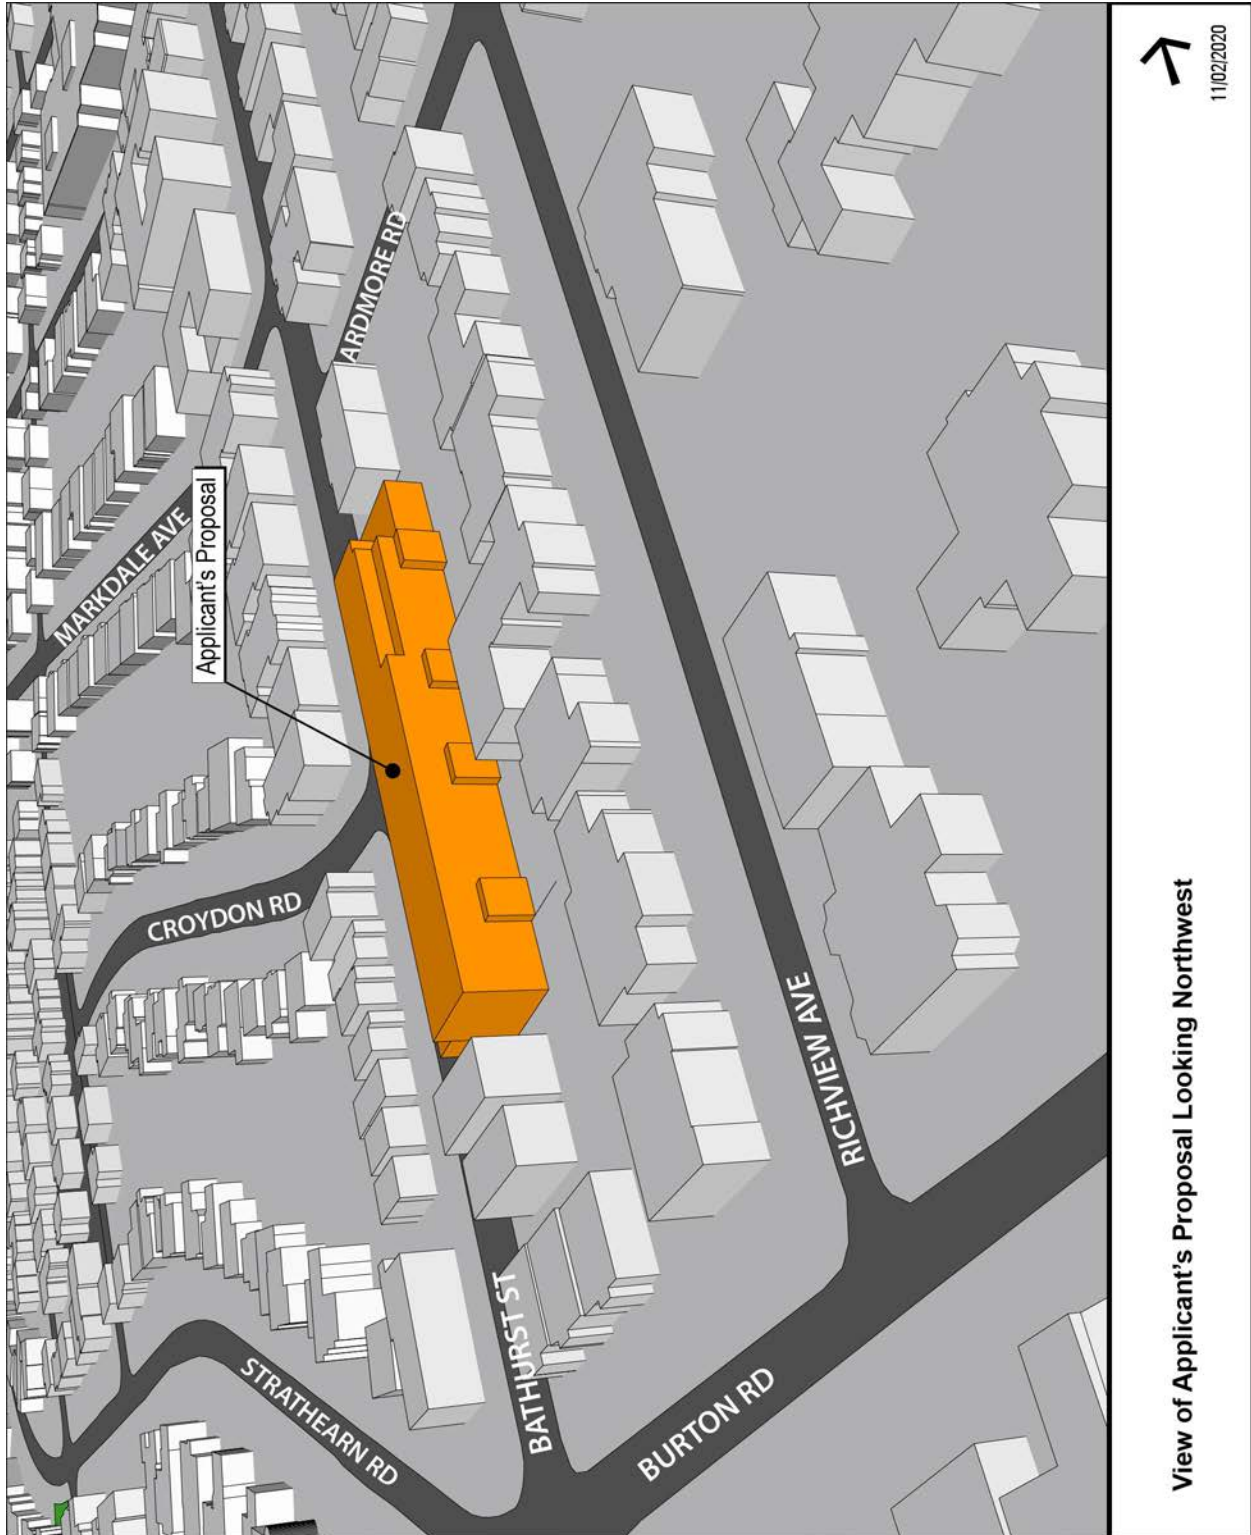 MARKDALE AVE
Applicant's Proposal
ARDMORE RD
CROYDON RD
STRATHEARN RD
BATHURST ST
BURTON RD
RICHVIEW AVE
View of Applicant's Proposal Looking Northwest
11/02/2020